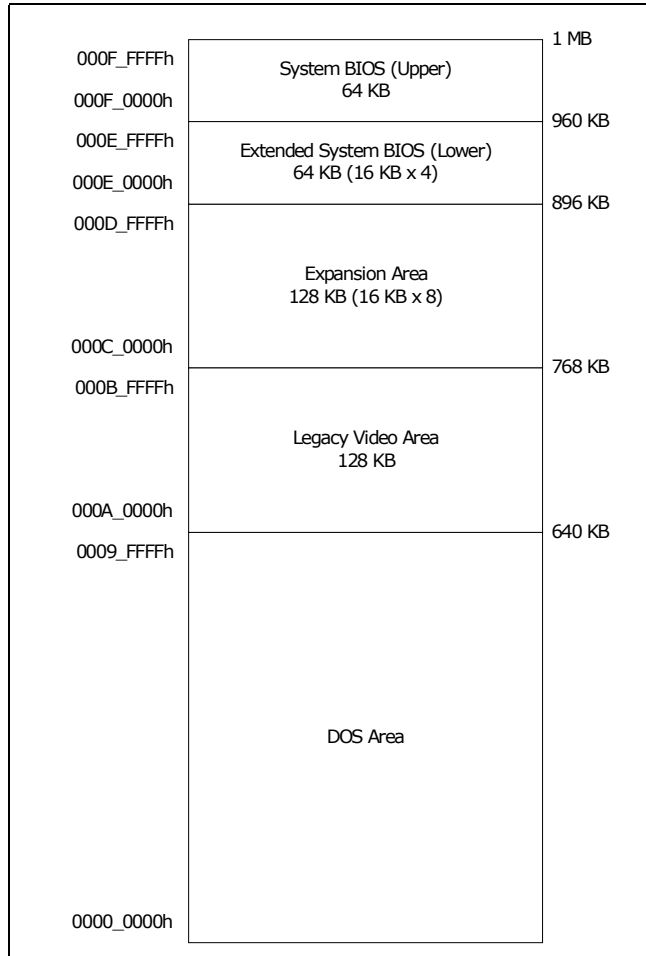 1 MB
000F_FFFFh
System BIOS (Upper)
64 KB
000F_0000h
960 KB
000E_FFFFh
Extended System BIOS (Lower)
64 KB (16 KB x 4)
000E_0000h
896 KB
000D_FFFFh
Expansion Area
128 KB (16 KB x 8)
000C_0000h
768 KB
000B_FFFFh
Legacy Video Area
128 KB
000A_0000h
640 KB
0009_FFFFh
DOS Area
0000_0000h